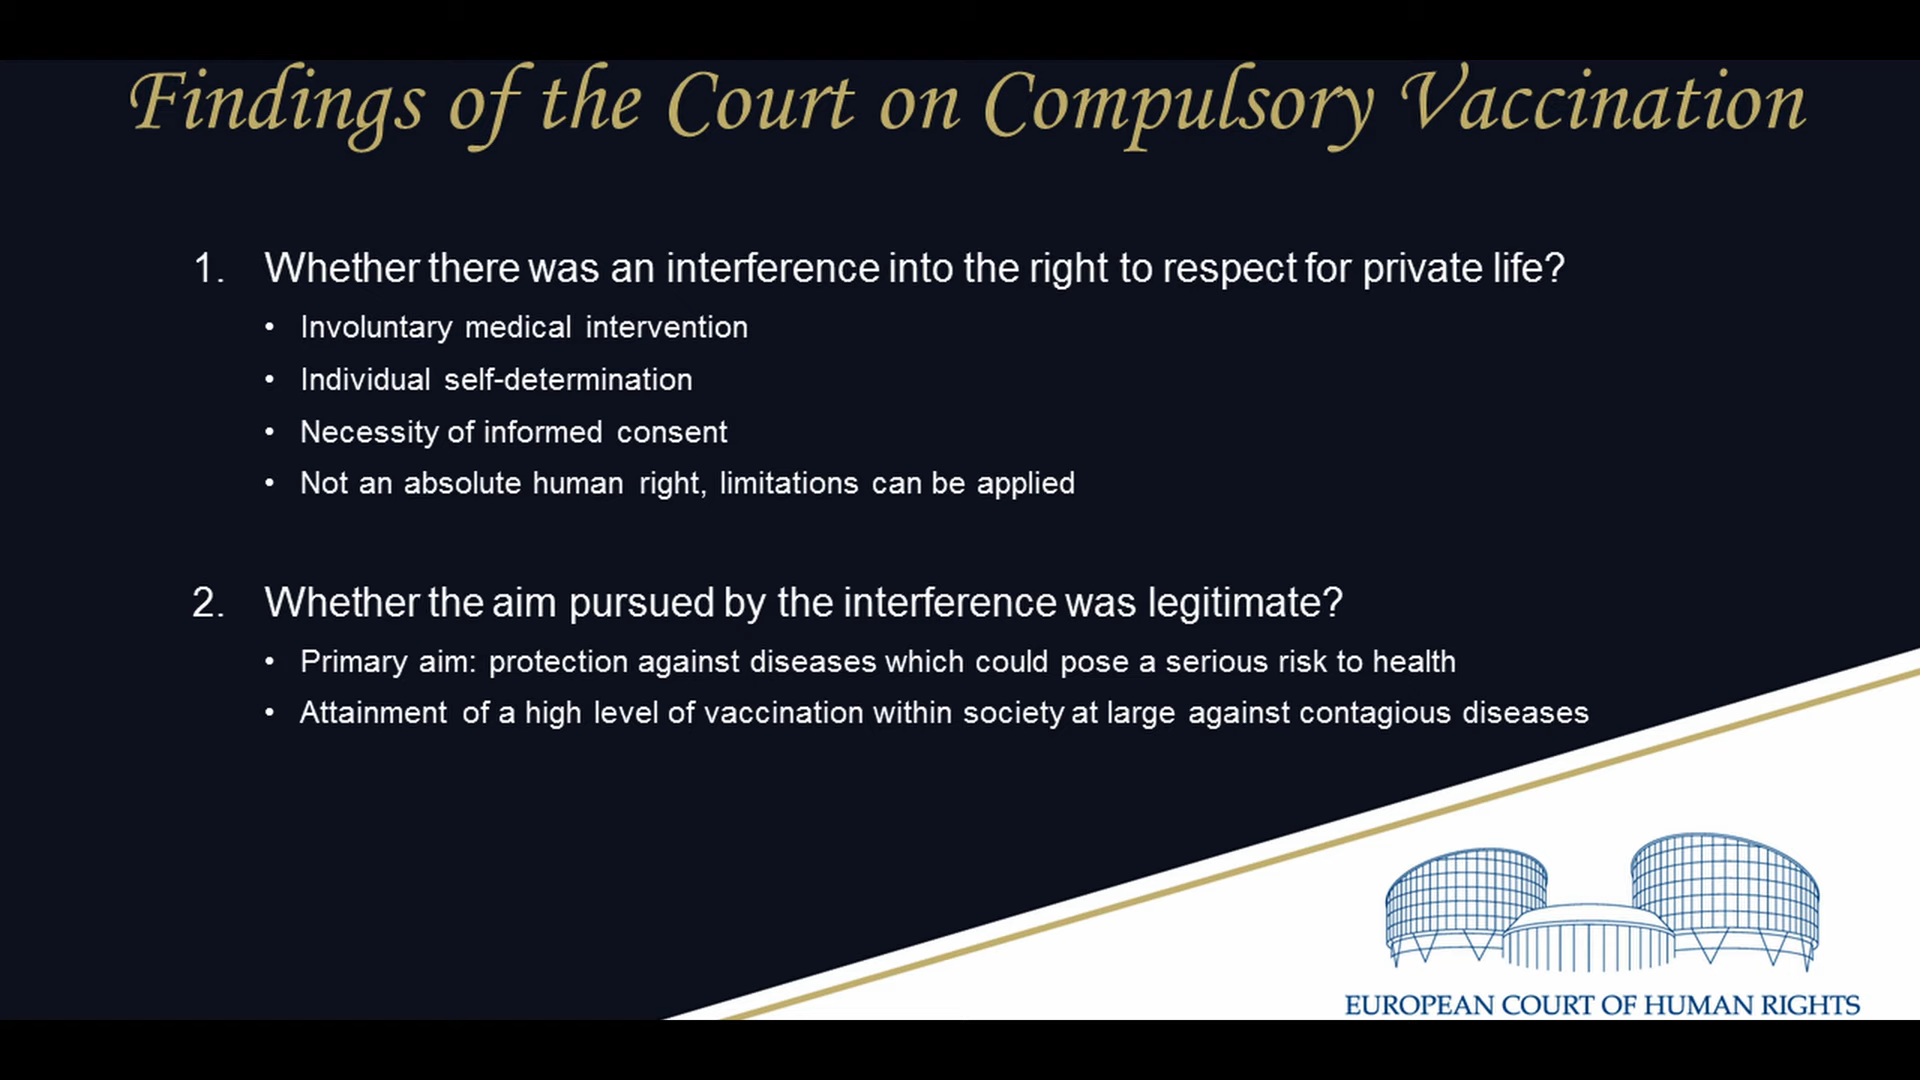 Findings of the Court on Compulsory Vaccination
1. Whether there was an interference into the right to respect for private life?
• Involuntary medical intervention
• Individual self-determination
• Necessity of informed consent
• Not an absolute human right, limitations can be applied
2. Whether the aim pursued by the interference was legitimate?
• Primary aim: protection against diseases which could pose a serious risk to health
• Attainment of a high level of vaccination within society at large against contagious diseases
EUROPEAN COURT OF HUMAN RIGHTS